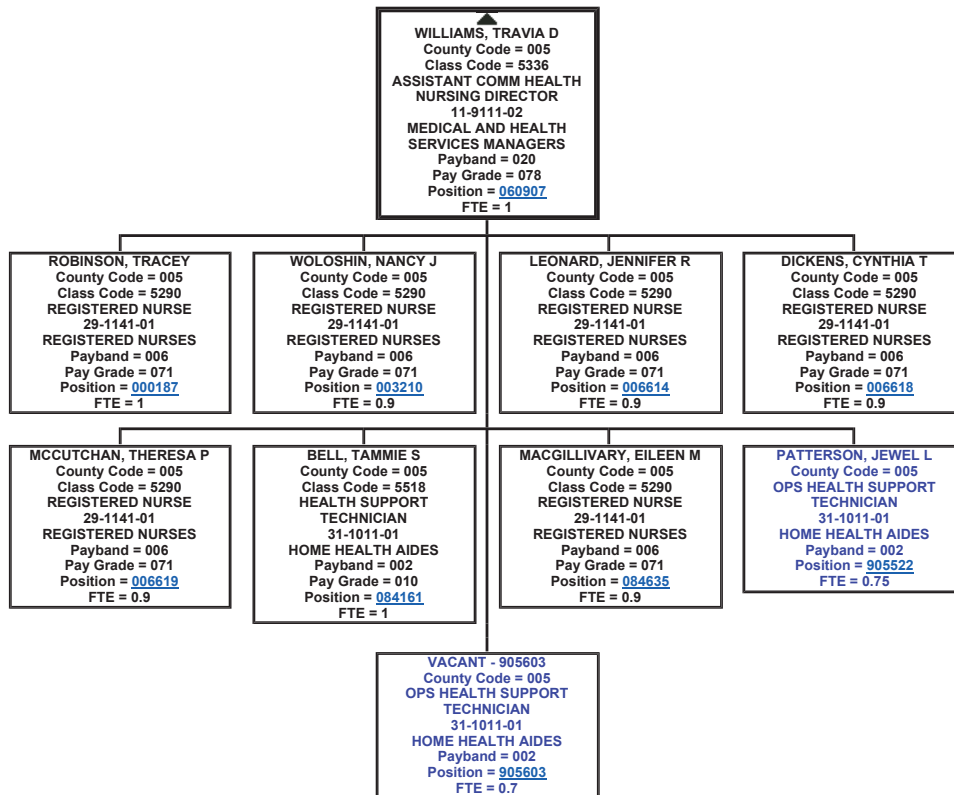 WILLIAMS, TRAVIA D
County Code = 005
Class Code = 5336
ASSISTANT COMM HEALTH
NURSING DIRECTOR
11-9111-02
MEDICAL AND HEALTH
SERVICES MANAGERS
Payband = 020
Pay Grade = 078
Position = 060907
FTE = 1
ROBINSON, TRACEY
County Code = 005
Class Code = 5290
REGISTERED NURSE
29-1141-01
REGISTERED NURSES
Payband = 006
Pay Grade = 071
Position = 000187
FTE = 1
WOLOSHIN, NANCY J
County Code = 005
Class Code = 5290
REGISTERED NURSE
29-1141-01
REGISTERED NURSES
Payband = 006
Pay Grade = 071
Position = 003210
FTE = 0.9
LEONARD, JENNIFER R
County Code = 005
Class Code = 5290
REGISTERED NURSE
29-1141-01
REGISTERED NURSES
Payband = 006
Pay Grade = 071
Position = 006614
FTE = 0.9
DICKENS, CYNTHIA T
County Code = 005
Class Code = 5290
REGISTERED NURSE
29-1141-01
REGISTERED NURSES
Payband = 006
Pay Grade = 071
Position = 006618
FTE = 0.9
MCCUTCHAN, THERESA P
County Code = 005
Class Code = 5290
REGISTERED NURSE
29-1141-01
REGISTERED NURSES
Payband = 006
Pay Grade = 071
Position = 006619
FTE = 0.9
BELL, TAMMIE S
County Code = 005
Class Code = 5518
HEALTH SUPPORT
TECHNICIAN
31-1011-01
HOME HEALTH AIDES
Payband = 002
Pay Grade = 010
Position = 084161
FTE = 1
MACGILLIVARY, EILEEN M
County Code = 005
Class Code = 5290
REGISTERED NURSE
29-1141-01
REGISTERED NURSES
Payband = 006
Pay Grade = 071
Position = 084635
FTE = 0.9
PATTERSON, JEWEL L
County Code = 005
OPS HEALTH SUPPORT
TECHNICIAN
31-1011-01
HOME HEALTH AIDES
Payband = 002
Position = 905522
FTE = 0.75
VACANT - 905603
County Code = 005
OPS HEALTH SUPPORT
TECHNICIAN
31-1011-01
HOME HEALTH AIDES
Payband = 002
Position = 905603
FTE = 0.7